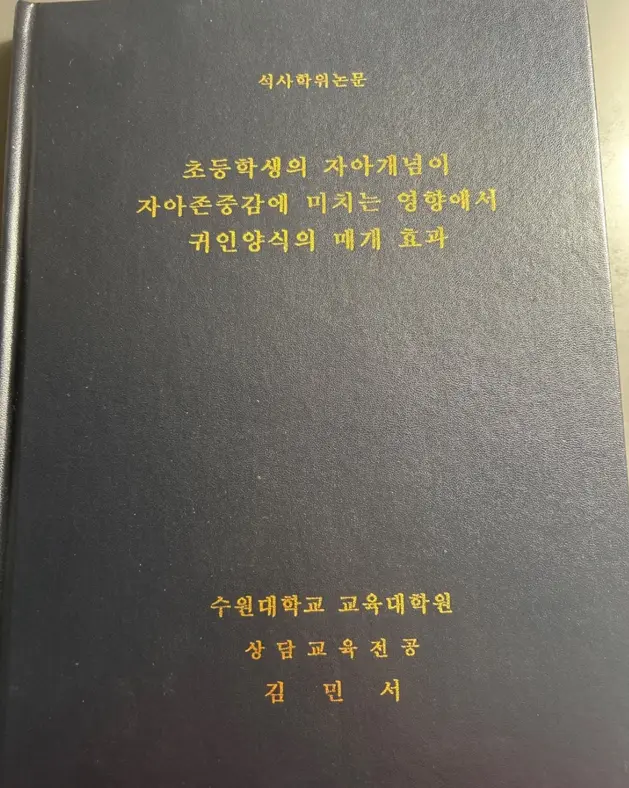 석사학위논문
초등학생의 자아개념이
자아존중감에 미치는 영향에서
귀인양식의 매개 효과
수원대학교 교육대학원
상 담 교 육 전 공
김 민 서